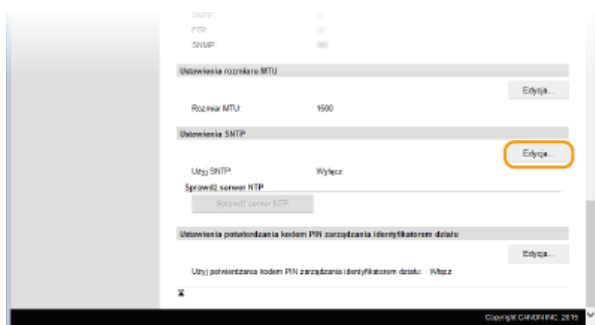 SNTP:
FTP:
SNMP:
Ustawienia rozmiaru MTU
Edycja...
Rozmiar MTU: 1500
Ustawienia SNTP
Edycja...
Użyj SNTP: Wyłącz
Sprawdź serwer NTP
Sprawdź serwer NTP
Ustawienia potwierdzania kodem PIN zarządzania identyfikatorem działu
Edycja...
Użyj potwierdzania kodem PIN zarządzania identyfikatorem działu: Włącz
Copyright CANON INC. 2015